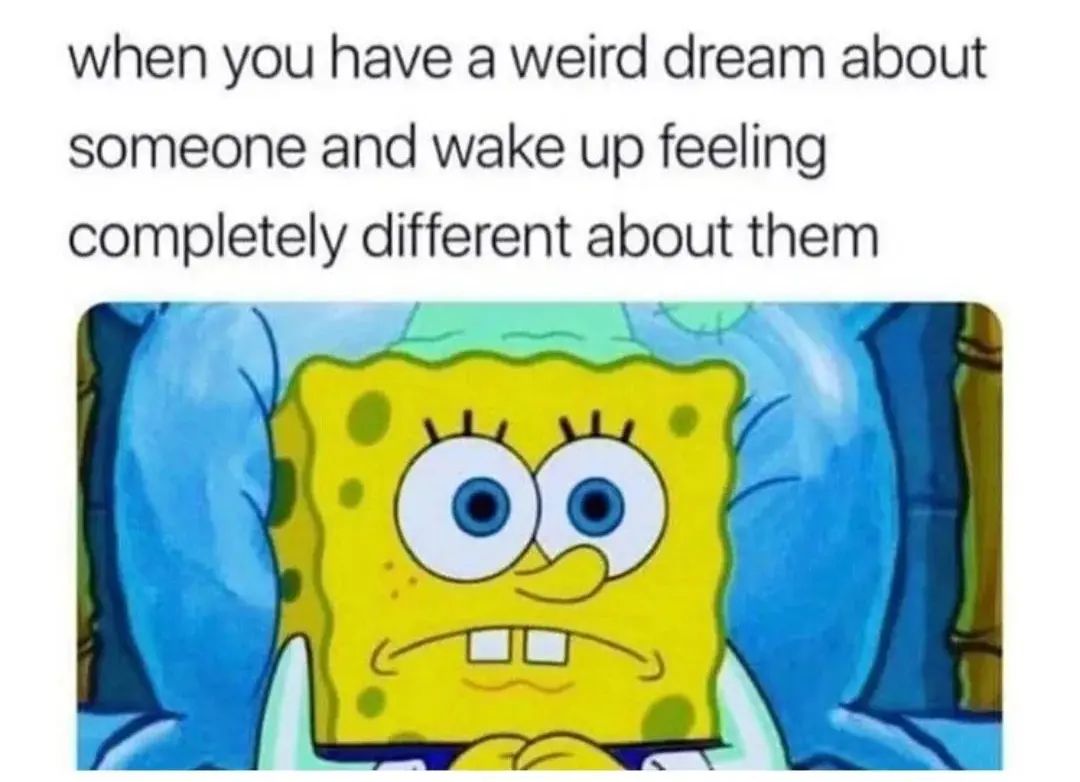 when you have a weird dream about
someone and wake up feeling
completely different about them